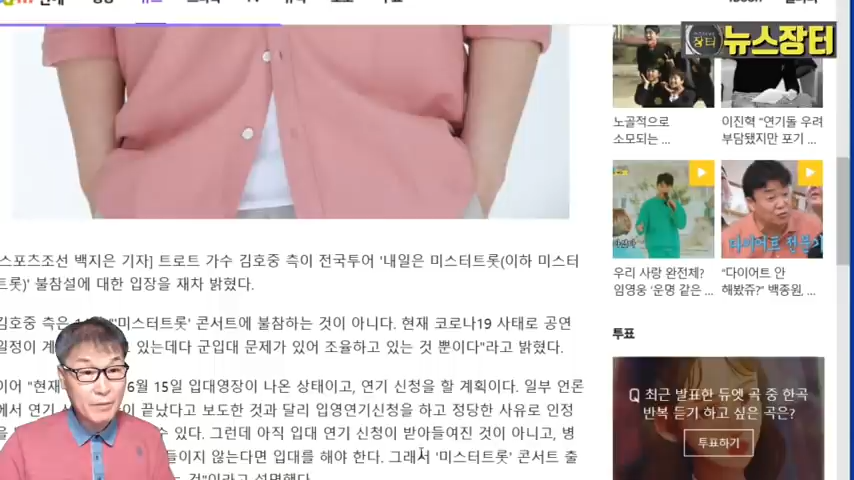 장터 뉴스장터
노골적으로
소모되는 ...
이진혁 "연기돌 우려
부담됐지만 포기 ...
다이어트 전문가
우리 사랑 완전체?
임영웅 '운명 같은 ...
"다이어트 안
해봤쥬?" 백종원, ...
투표
Q 최근 발표한 듀엣 곡 중 한곡
반복 듣기 하고 싶은 곡은?
투표하기
스포츠조선 백지은 기자] 트로트 가수 김호중 측이 전국투어 '내일은 미스터트롯(이하 미스터
트롯)' 불참설에 대한 입장을 재차 밝혔다.
김호중 측은 "'미스터트롯' 콘서트에 불참하는 것이 아니다. 현재 코로나19 사태로 공연
일정이 있는데다 군입대 문제가 있어 조율하고 있는 것 뿐이다"라고 밝혔다.
이어 "현재 6월 15일 입대영장이 나온 상태이고, 연기 신청을 할 계획이다. 일부 언론
에서 연기 끝났다고 보도한 것과 달리 입영연기신청을 하고 정당한 사유로 인정
수 있다. 그런데 아직 입대 연기 신청이 받아들여진 것이 아니고, 병
들이지 않는다면 입대를 해야 한다. 그래서 '미스터트롯' 콘서트 출
것"이라고 설명했다